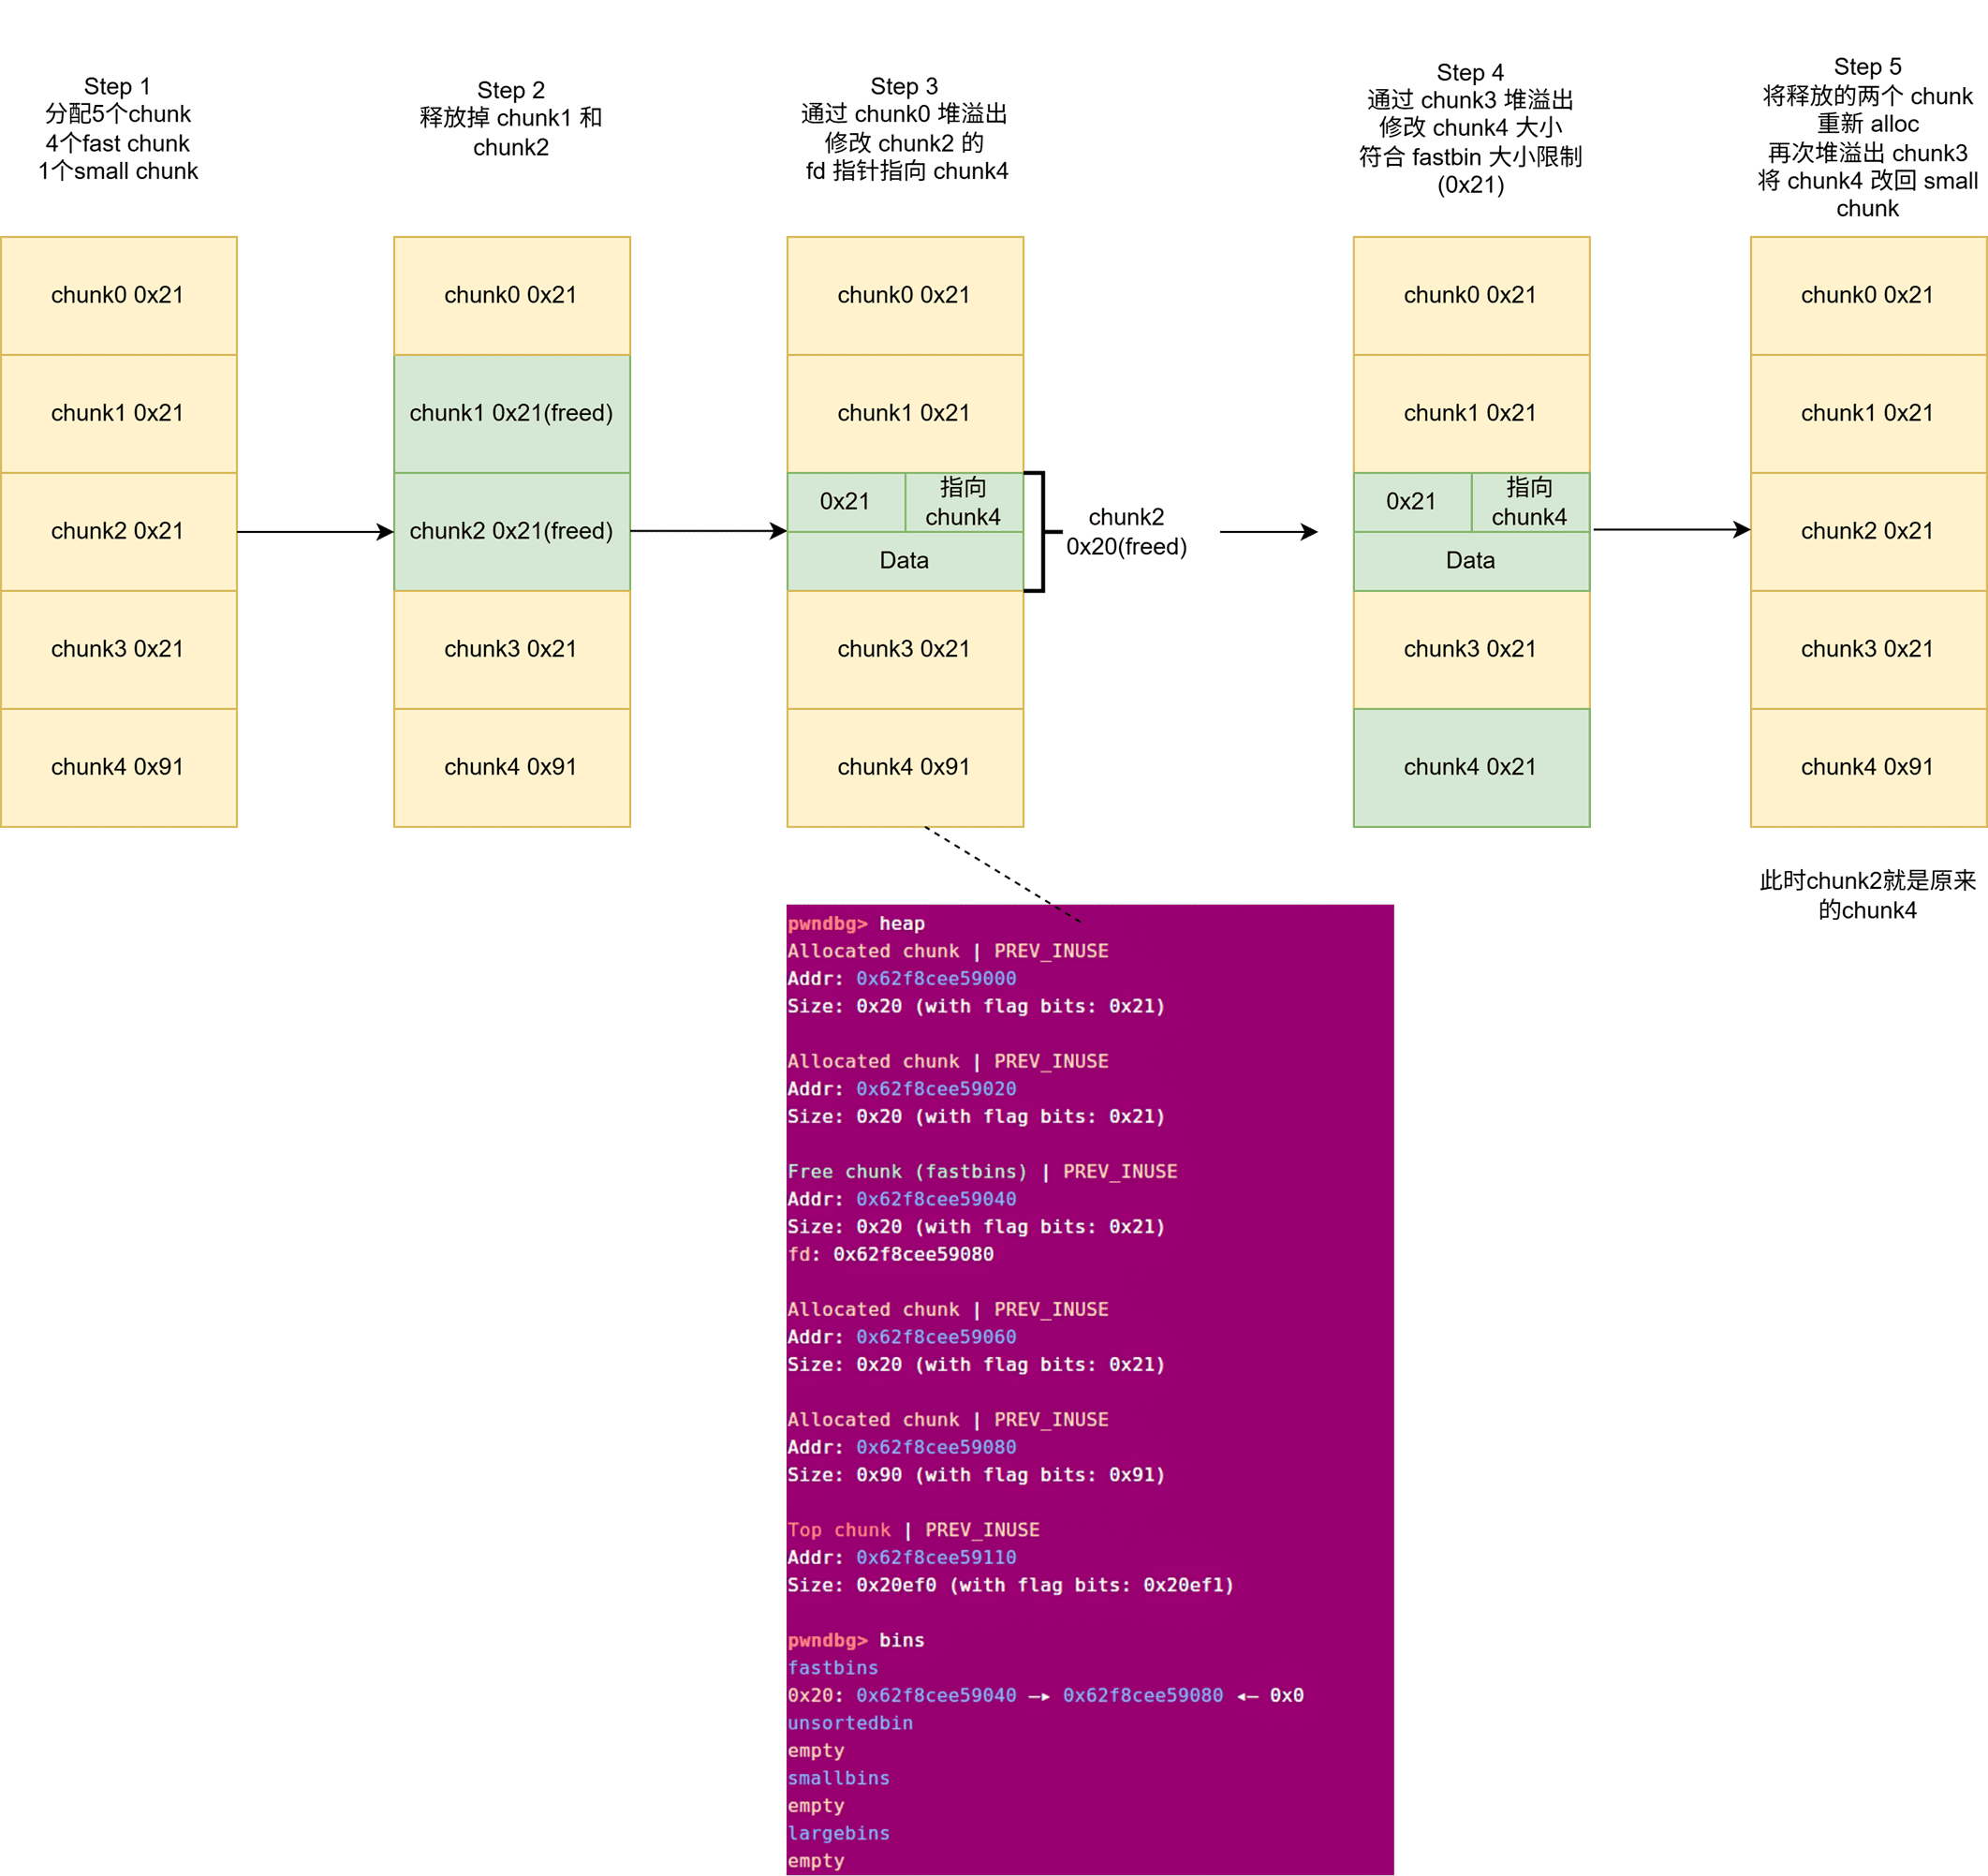 Step 1
分配5个chunk
4个fast chunk
1个small chunk
Step 2
释放掉 chunk1 和
chunk2
Step 3
通过 chunk0 堆溢出
修改 chunk2 的
fd 指针指向 chunk4
Step 4
通过 chunk3 堆溢出
修改 chunk4 大小
符合 fastbin 大小限制
(0x21)
Step 5
将释放的两个 chunk
重新 alloc
再次堆溢出 chunk3
将 chunk4 改回 small
chunk
chunk0 0x21
chunk1 0x21
chunk2 0x21
chunk3 0x21
chunk4 0x91
chunk0 0x21
chunk1 0x21(freed)
chunk2 0x21(freed)
chunk3 0x21
chunk4 0x91
chunk0 0x21
chunk1 0x21
0x21
指向
chunk4
Data
chunk3 0x21
chunk4 0x91
chunk2
0x20(freed)
chunk0 0x21
chunk1 0x21
0x21
指向
chunk4
Data
chunk3 0x21
chunk4 0x21
chunk0 0x21
chunk1 0x21
chunk2 0x21
chunk3 0x21
chunk4 0x91
此时chunk2就是原来
的chunk4
pwndbg> heap
Allocated chunk | PREV_INUSE
Addr: 0x62f8cee59000
Size: 0x20 (with flag bits: 0x21)
Allocated chunk | PREV_INUSE
Addr: 0x62f8cee59020
Size: 0x20 (with flag bits: 0x21)
Free chunk (fastbins) | PREV_INUSE
Addr: 0x62f8cee59040
Size: 0x20 (with flag bits: 0x21)
fd: 0x62f8cee59080
Allocated chunk | PREV_INUSE
Addr: 0x62f8cee59060
Size: 0x20 (with flag bits: 0x21)
Allocated chunk | PREV_INUSE
Addr: 0x62f8cee59080
Size: 0x90 (with flag bits: 0x91)
Top chunk | PREV_INUSE
Addr: 0x62f8cee59110
Size: 0x20ef0 (with flag bits: 0x20ef1)
pwndbg> bins
fastbins
0x20: 0x62f8cee59040 —▸ 0x62f8cee59080 ◂— 0x0
unsortedbin
empty
smallbins
empty
largebins
empty